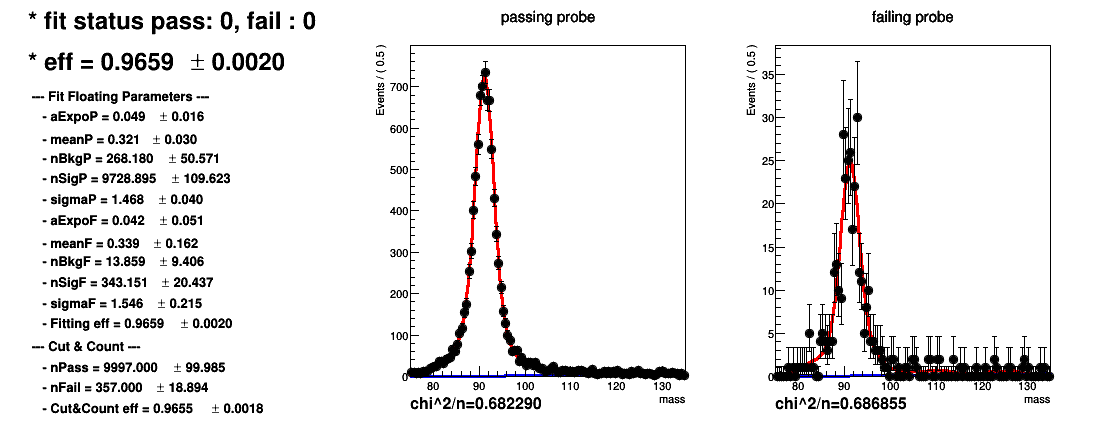 * fit status pass: 0, fail : 0
* eff = 0.9659 ± 0.0020
--- Fit Floating Parameters ---
- aExpoP = 0.049 ± 0.016
- meanP = 0.321 ± 0.030
- nBkgP = 268.180 ± 50.571
- nSigP = 9728.895 ± 109.623
- sigmaP = 1.468 ± 0.040
- aExpoF = 0.042 ± 0.051
- meanF = 0.339 ± 0.162
- nBkgF = 13.859 ± 9.406
- nSigF = 343.151 ± 20.437
- sigmaF = 1.546 ± 0.215
- Fitting eff = 0.9659 ± 0.0020
--- Cut & Count ---
- nPass = 9997.000 ± 99.985
- nFail = 357.000 ± 18.894
- Cut&Count eff = 0.9655 ± 0.0018
passing probe
Events / ( 0.5 )
700
600
500
400
300
200
100
0
80 90 100 110 120 130
mass
chi^2/n=0.682290
failing probe
Events / ( 0.5 )
35
30
25
20
15
10
5
0
80 90 100 110 120 130
mass
chi^2/n=0.686855